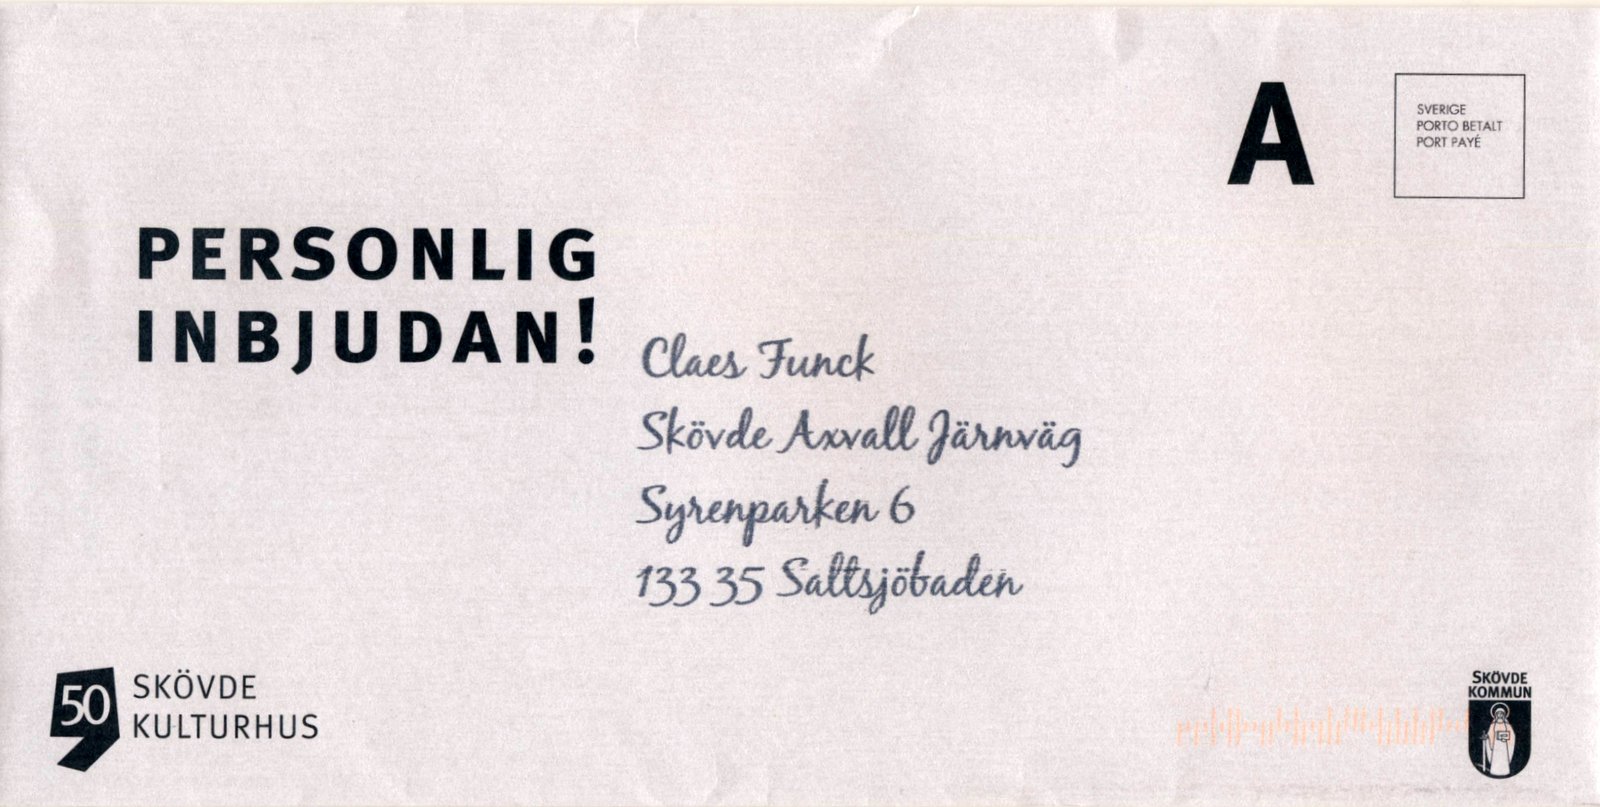 A
SVERIGE
PORTO BETALT
PORT PAYÉ
PERSONLIG
INBJUDAN!
Claes Funck
Skövde Axvall Järnväg
Syrenparken 6
133 35 Saltsjöbaden
50
SKÖVDE
KULTURHUS
SKÖVDE
KOMMUN